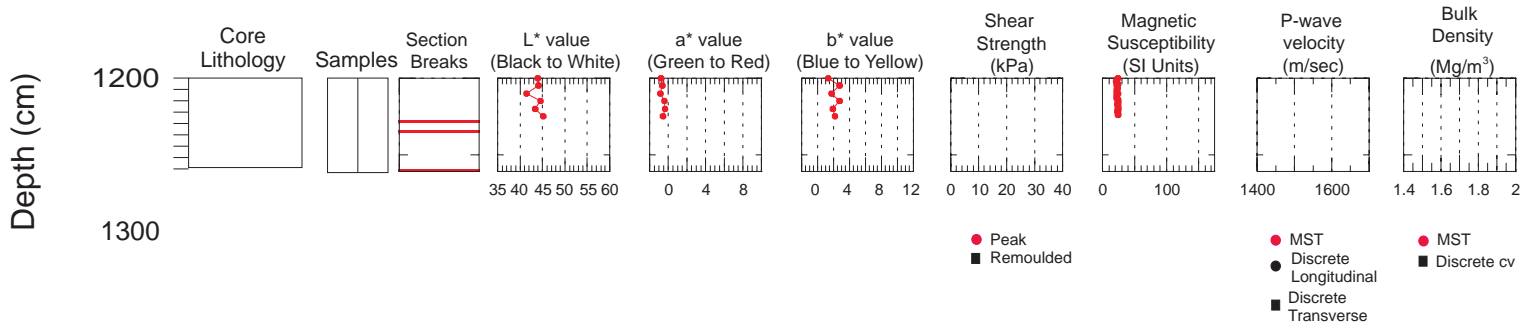 Depth (cm)
1200
1300
Core
Lithology
Samples
Section
Breaks
L* value
(Black to White)
35 40 45 50 55 60
a* value
(Green to Red)
0 4 8
b* value
(Blue to Yellow)
0 4 8 12
Shear
Strength
(kPa)
0 10 20 30 40
Peak
Remoulded
Magnetic
Susceptibility
(SI Units)
0 100
P-wave
velocity
(m/sec)
1400 1600
MST
Discrete
Longitudinal
Discrete
Transverse
Bulk
Density
(Mg/m³)
1.4 1.6 1.8 2
MST
Discrete cv